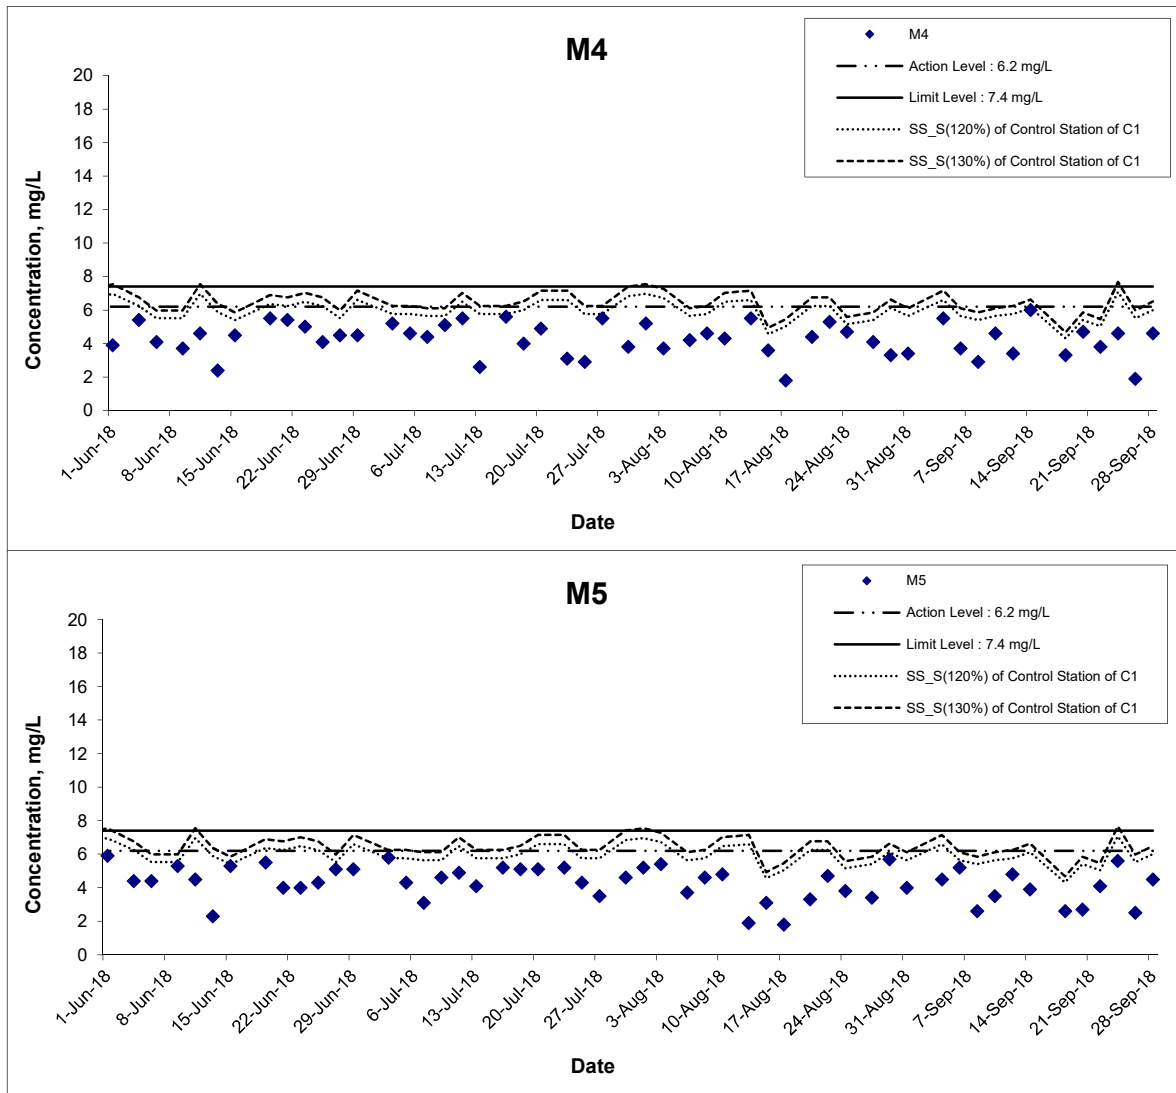 M4
M4
Action Level : 6.2 mg/L
Limit Level : 7.4 mg/L
SS_S(120%) of Control Station of C1
SS_S(130%) of Control Station of C1
Concentration, mg/L
20
18
16
14
12
10
8
6
4
2
0
1-Jun-18
8-Jun-18
15-Jun-18
22-Jun-18
29-Jun-18
6-Jul-18
13-Jul-18
20-Jul-18
27-Jul-18
3-Aug-18
10-Aug-18
17-Aug-18
24-Aug-18
31-Aug-18
7-Sep-18
14-Sep-18
21-Sep-18
28-Sep-18
Date
M5
M5
Action Level : 6.2 mg/L
Limit Level : 7.4 mg/L
SS_S(120%) of Control Station of C1
SS_S(130%) of Control Station of C1
Concentration, mg/L
20
18
16
14
12
10
8
6
4
2
0
1-Jun-18
8-Jun-18
15-Jun-18
22-Jun-18
29-Jun-18
6-Jul-18
13-Jul-18
20-Jul-18
27-Jul-18
3-Aug-18
10-Aug-18
17-Aug-18
24-Aug-18
31-Aug-18
7-Sep-18
14-Sep-18
21-Sep-18
28-Sep-18
Date